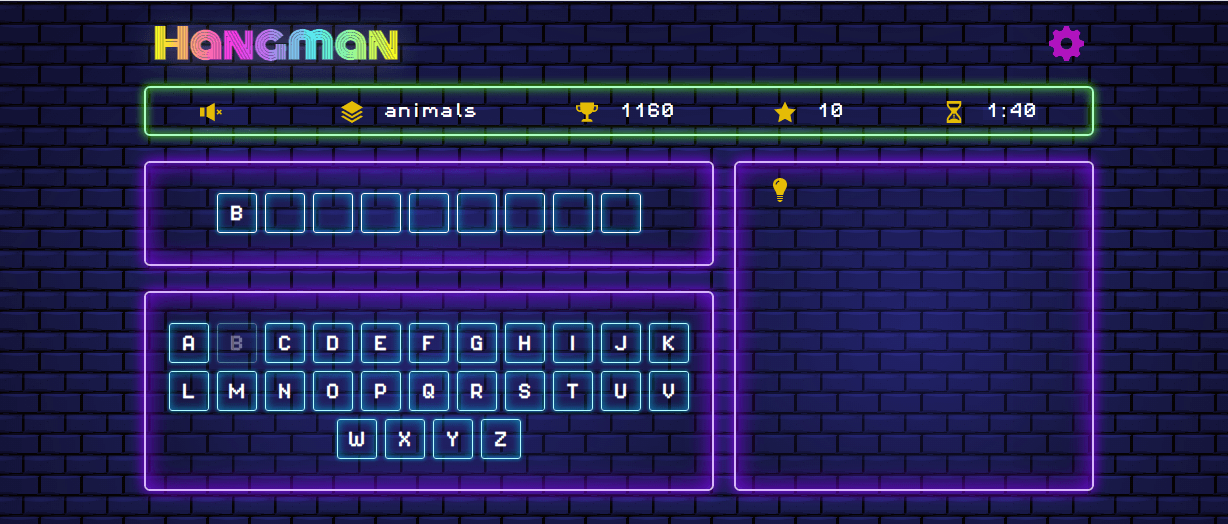 Hangman
animals 1160 10 1:40
B
A B C D E F G H I J K
L M N O P Q R S T U V
W X Y Z